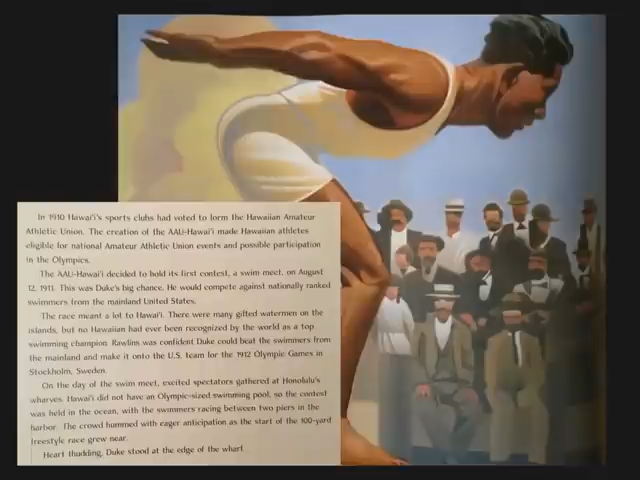 In 1910 Hawai'i's sports clubs had voted to form the Hawaiian Amateur
Athletic Union. The creation of the AAU-Hawai'i made Hawaiian athletes
eligible for national Amateur Athletic Union events and possible participation
in the Olympics.
The AAU-Hawai'i decided to hold its first contest, a swim meet, on August
12, 1911. This was Duke's big chance. He would compete against nationally ranked
swimmers from the mainland United States.
The race meant a lot to Hawai'i. There were many gifted watermen on the
islands, but no Hawaiian had ever been recognized by the world as a top
swimming champion. Rawlins was confident Duke could beat the swimmers from
the mainland and make it onto the U.S. team for the 1912 Olympic Games in
Stockholm, Sweden.
On the day of the swim meet, excited spectators gathered at Honolulu's
wharves. Hawai'i did not have an Olympic-sized swimming pool, so the contest
was held in the ocean, with the swimmers racing between two piers in the
harbor. The crowd hummed with eager anticipation as the start of the 100-yard
freestyle race grew near.
Heart thudding, Duke stood at the edge of the wharf.